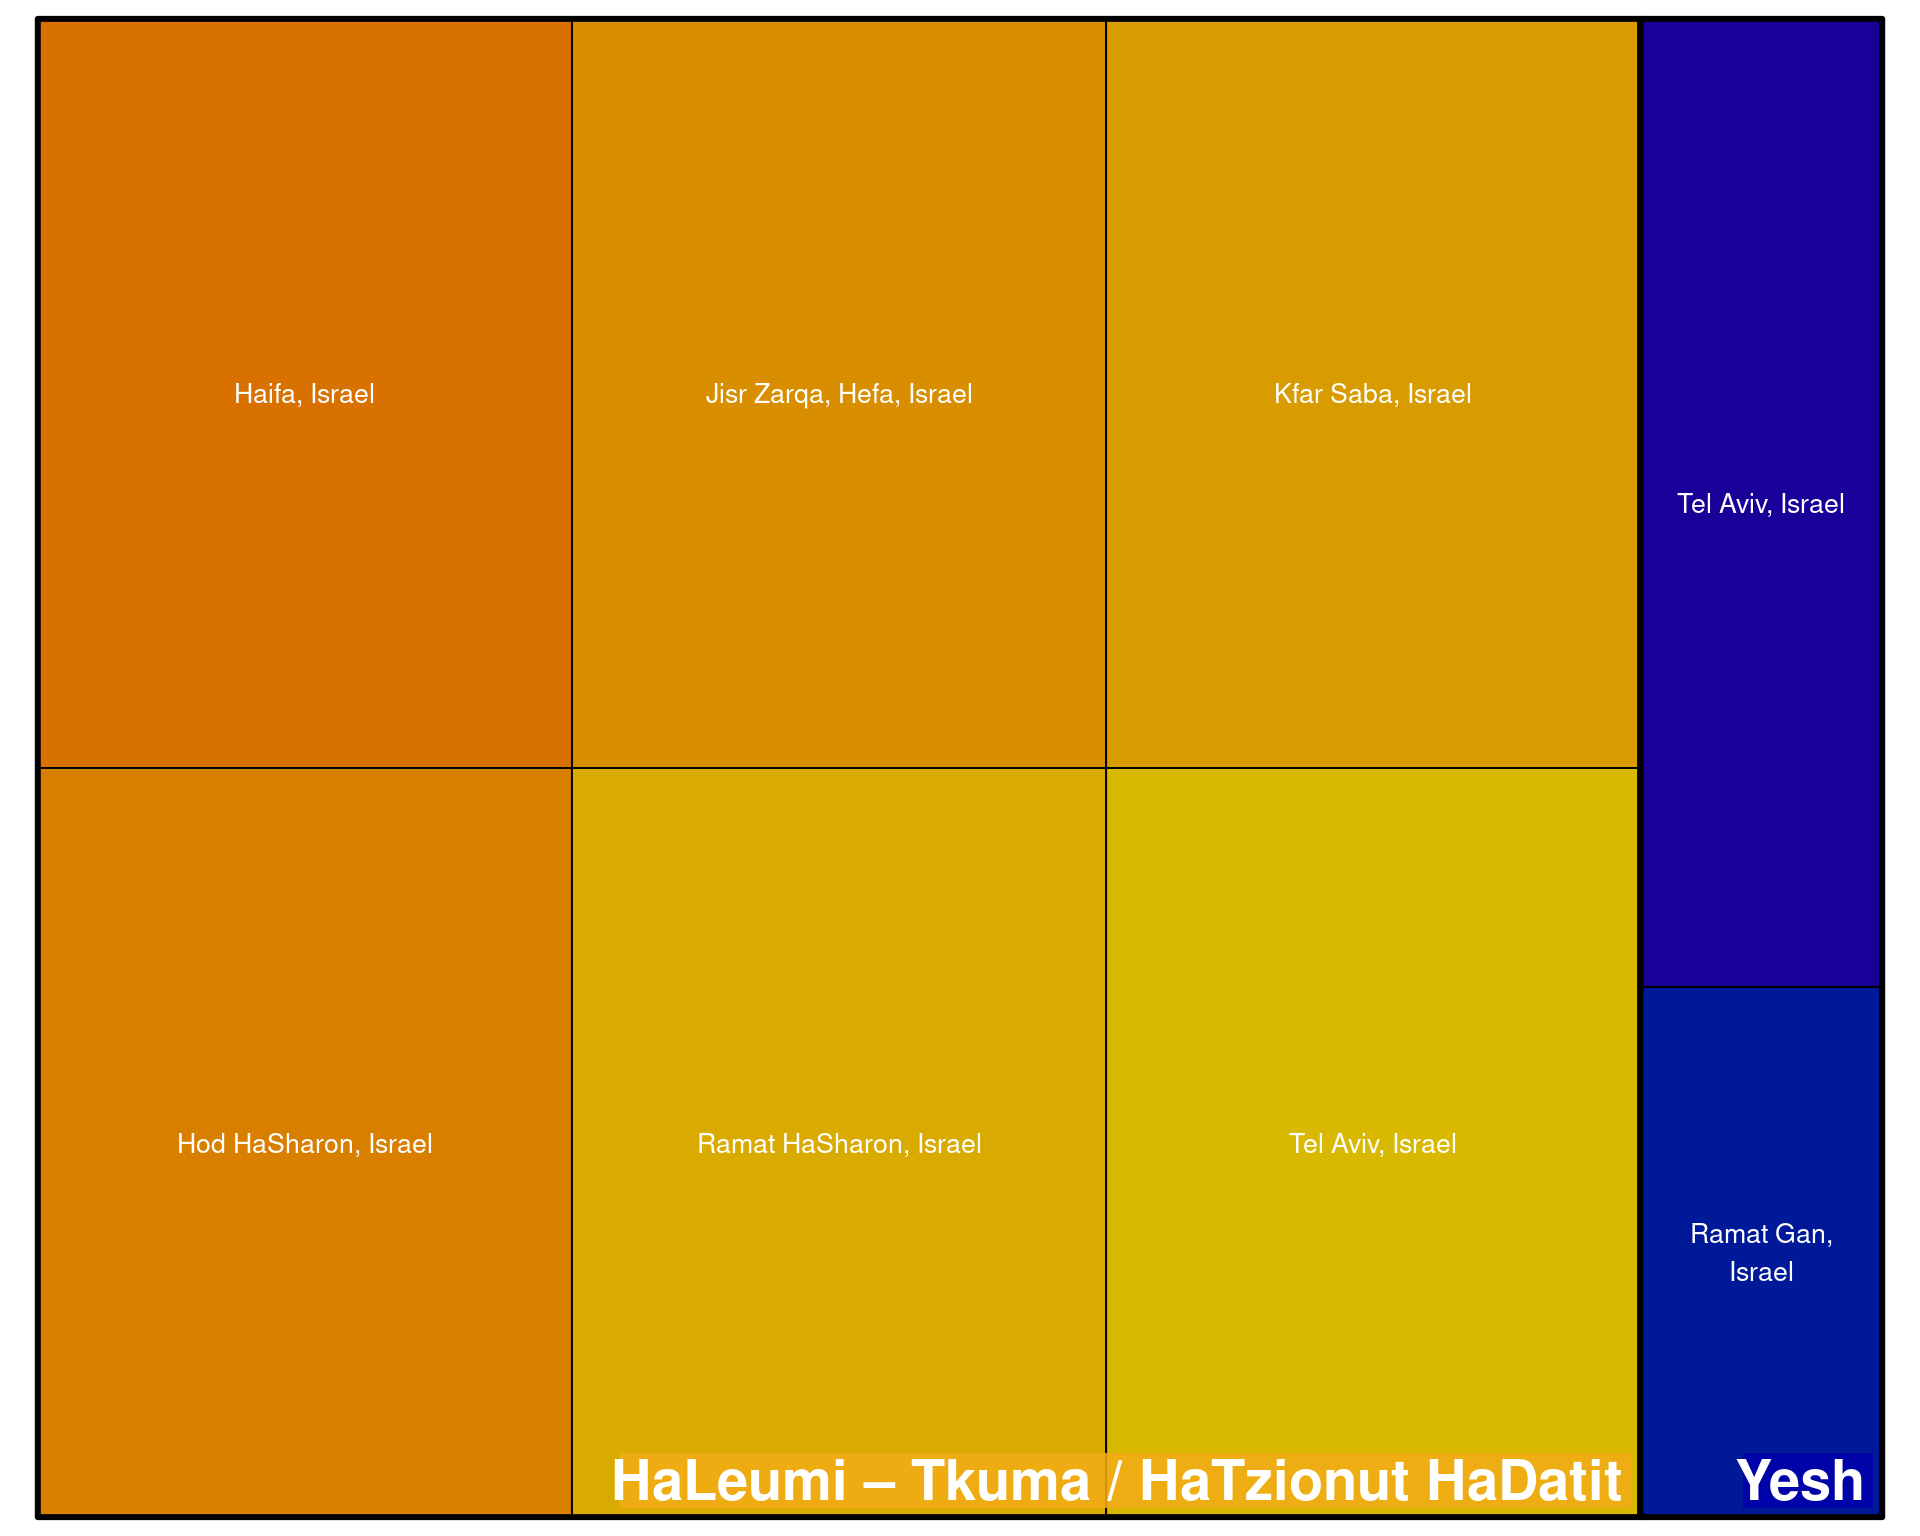 Haifa, Israel
Jisr Zarqa, Hefa, Israel
Kfar Saba, Israel
Tel Aviv, Israel
Hod HaSharon, Israel
Ramat HaSharon, Israel
Tel Aviv, Israel
Ramat Gan,
Israel
HaLeumi – Tkuma / HaTzionut HaDatit
Yesh